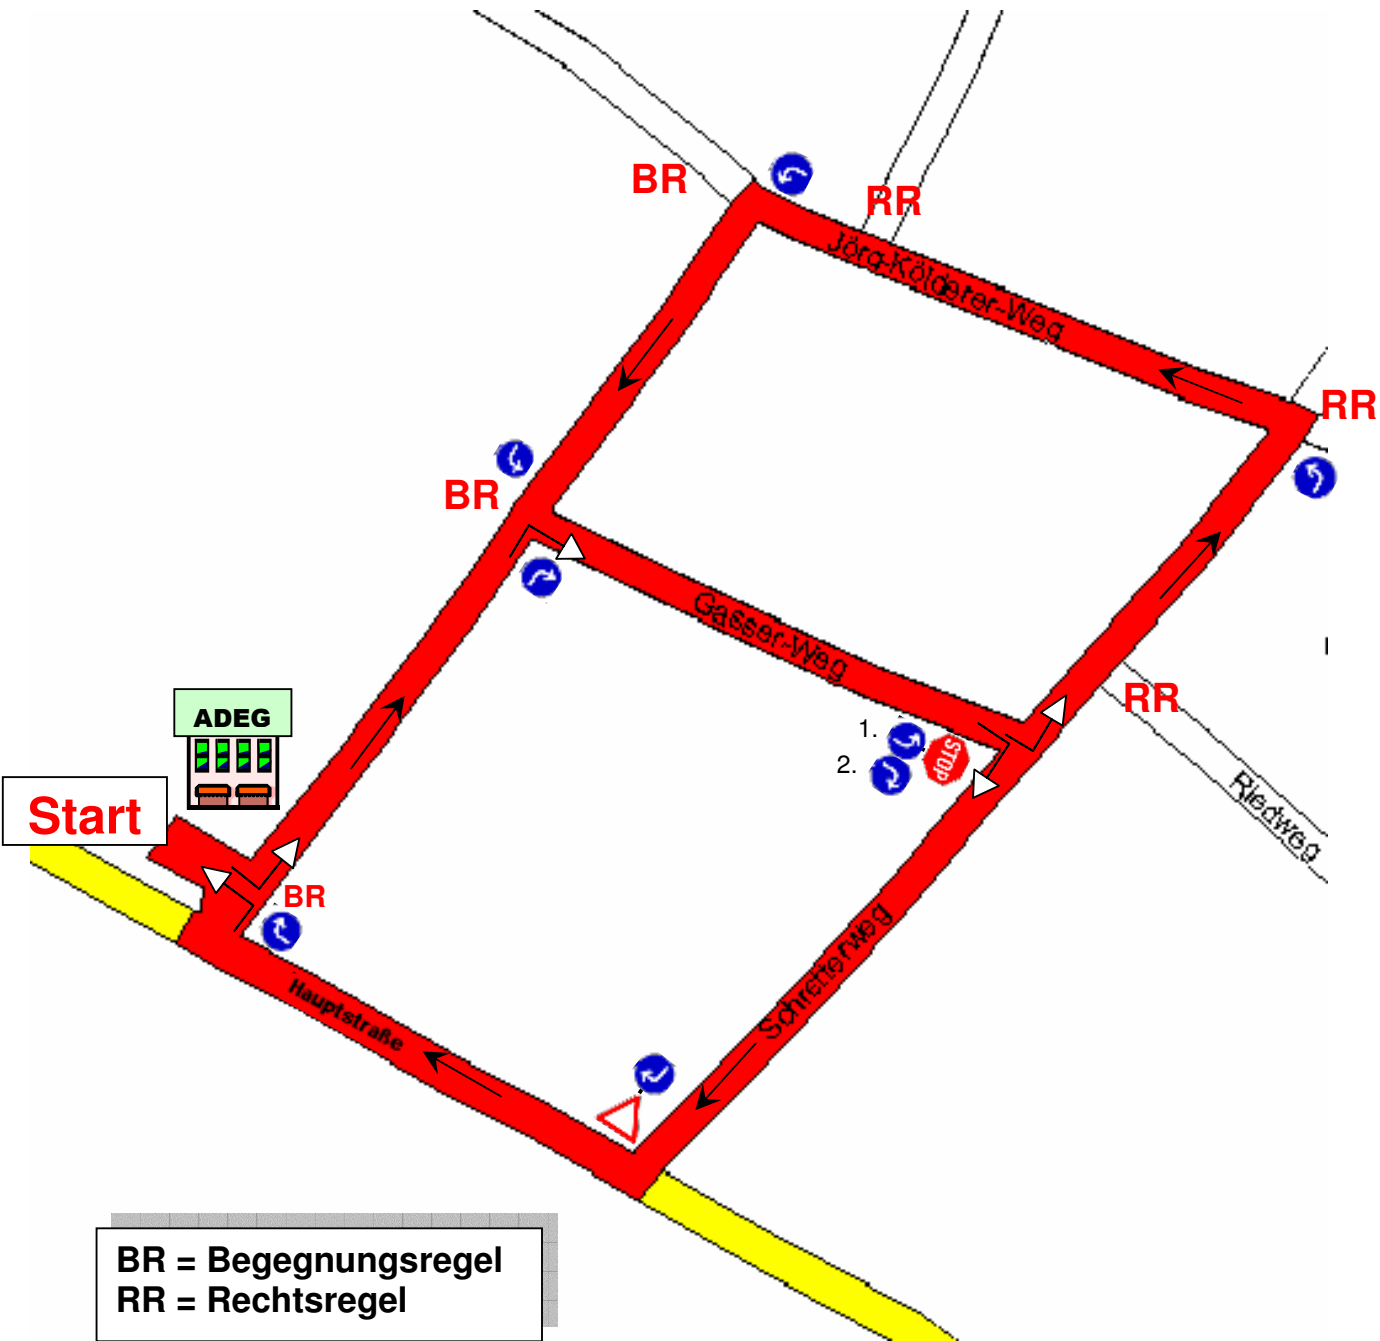 BR
RR
Jörg-Kölderer-Weg
RR
BR
Gasser-Weg
RR
ADEG
1.
STOP
2.
Riedweg
Start
BR
Schretterweg
Hauptstraße
BR = Begegnungsregel
RR = Rechtsregel